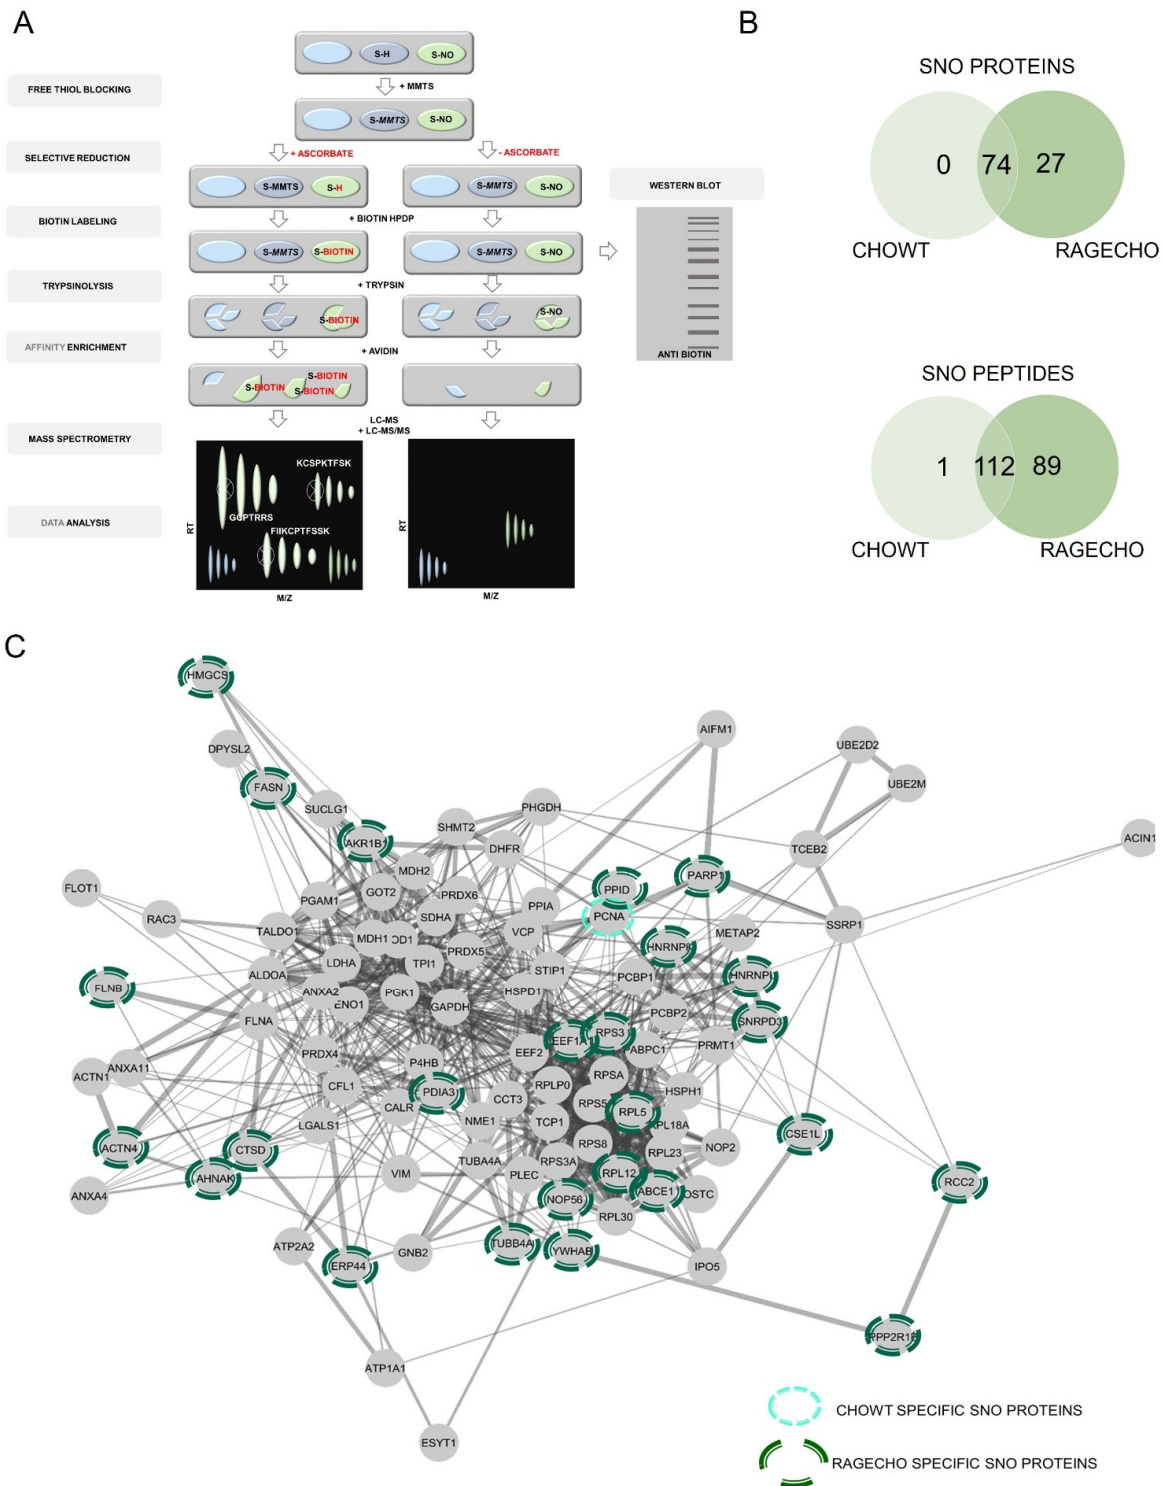 A
S-H
S-NO
FREE THIOL BLOCKING
+ MMTS
S-MMTS
S-NO
SELECTIVE REDUCTION
+ ASCORBATE
- ASCORBATE
S-MMTS
S-H
S-MMTS
S-NO
WESTERN BLOT
BIOTIN LABELING
+ BIOTIN HPDP
S-MMTS
S-BIOTIN
S-MMTS
S-NO
TRYPSINOLYSIS
+ TRYPSIN
S-BIOTIN
S-NO
AFFINITY ENRICHMENT
+ AVIDIN
ANTI BIOTIN
S-BIOTIN
S-BIOTIN
S-BIOTIN
MASS SPECTROMETRY
LC-MS
+ LC-MS/MS
DATA ANALYSIS
KCSPKTFSK
GCPTRRS
FIIKCPTFSSK
RT
M/Z
RT
M/Z
B
SNO PROTEINS
0 74 27
CHOWT
RAGECHO
SNO PEPTIDES
1 112 89
CHOWT
RAGECHO
C
HMGCS
DPYSL2
FASN
SUCLG1
AKR1B1
SHMT2
PHGDH
DHFR
AIFM1
UBE2D2
UBE2M
TCEB2
ACIN1
FLOT1
RAC3
PGAM1
GOT2
MDH2
PRDX6
SDHA
PPIA
VCP
PPID
PCNA
PARP1
SSRP1
METAP2
TALDO1
MDH1
LDHA
TPI1
PRDX5
STIP1
HSPD1
PCBP1
PCBP2
SNRPD3
PRMT1
FLNB
ALDOA
ANXA2
ENO1
PGK1
GAPDH
FLNA
EEF2
EEF1A1
RPS3
PABPC1
RPSA
HSPH1
ACTN1
ANXA11
PRDX4
CFL1
P4HB
PDIA3
CALR
NME1
CCT3
RPLP0
RPS5
RPL5
TCP1
RPL18A
RPS8
RPL23
NOP2
CSE1L
RCC2
ACTN4
AHNAK
CTSD
LGALS1
ANXA4
VIM
TUBA4A
PLEC
RPS3A
RPL12
ABCE1
NOP56
RPL30
ATP2A2
ERP44
GNB2
TUBB4A
YWHAB
IPO5
ATP1A1
ESYT1
CHOWT SPECIFIC SNO PROTEINS
RAGECHO SPECIFIC SNO PROTEINS